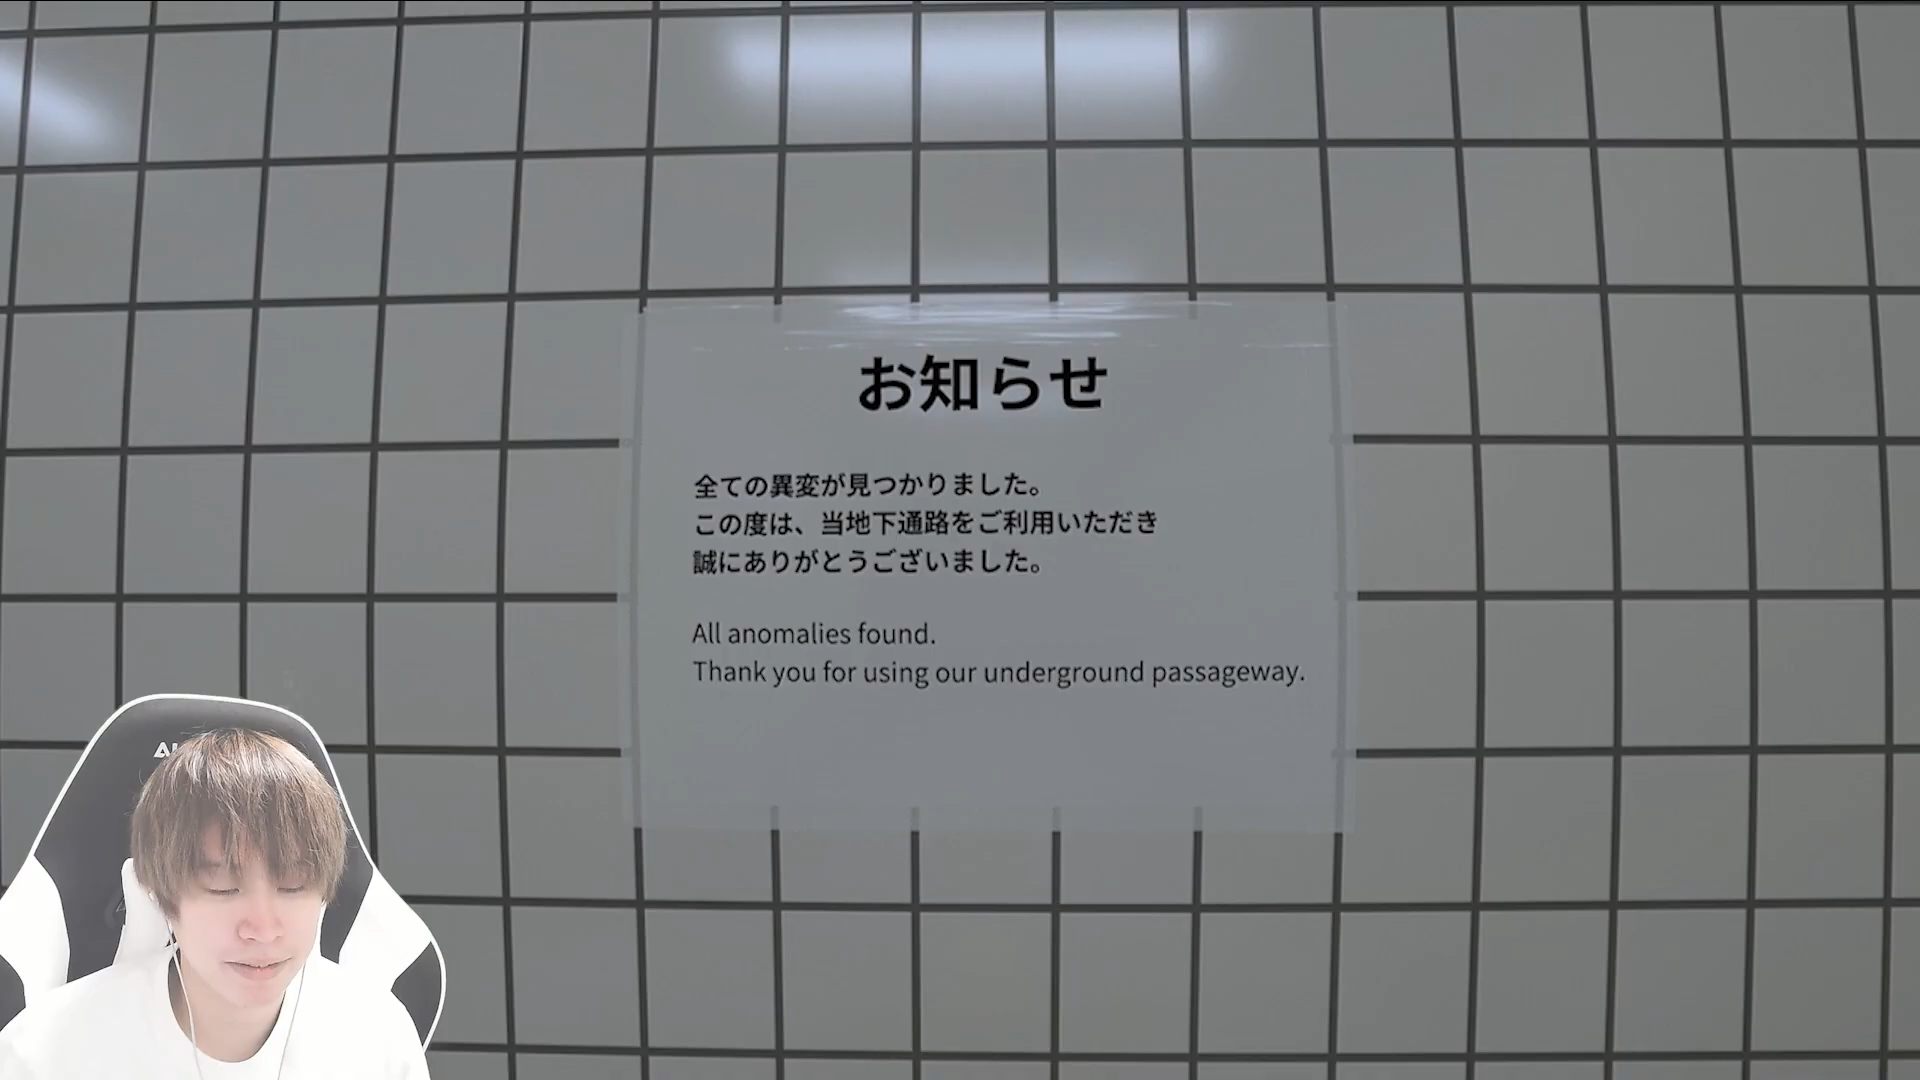 お知らせ
全ての異変が見つかりました。
この度は、当地下通路をご利用いただき
誠にありがとうございました。
All anomalies found.
Thank you for using our underground passageway.